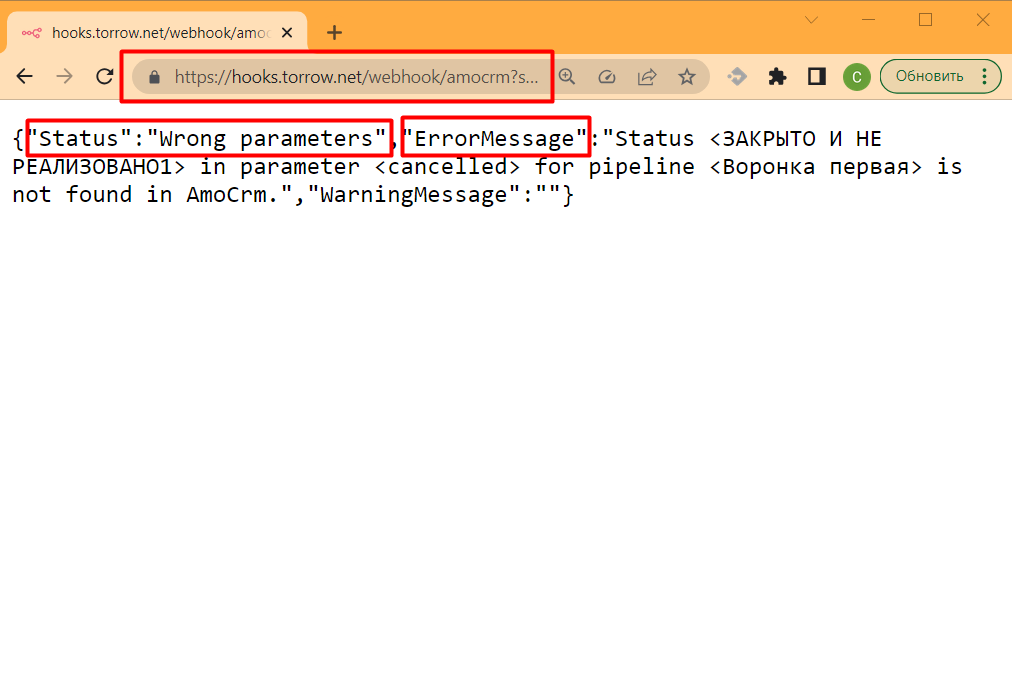 hooks.torrow.net/webhook/amoc
https://hooks.torrow.net/webhook/amocrm?s...
C
Обновить
{"Status":"Wrong parameters","ErrorMessage":"Status <ЗАКРЫТО И НЕ
РЕАЛИЗОВАНО1> in parameter <cancelled> for pipeline <Воронка первая> is
not found in AmoCrm.","WarningMessage":""}